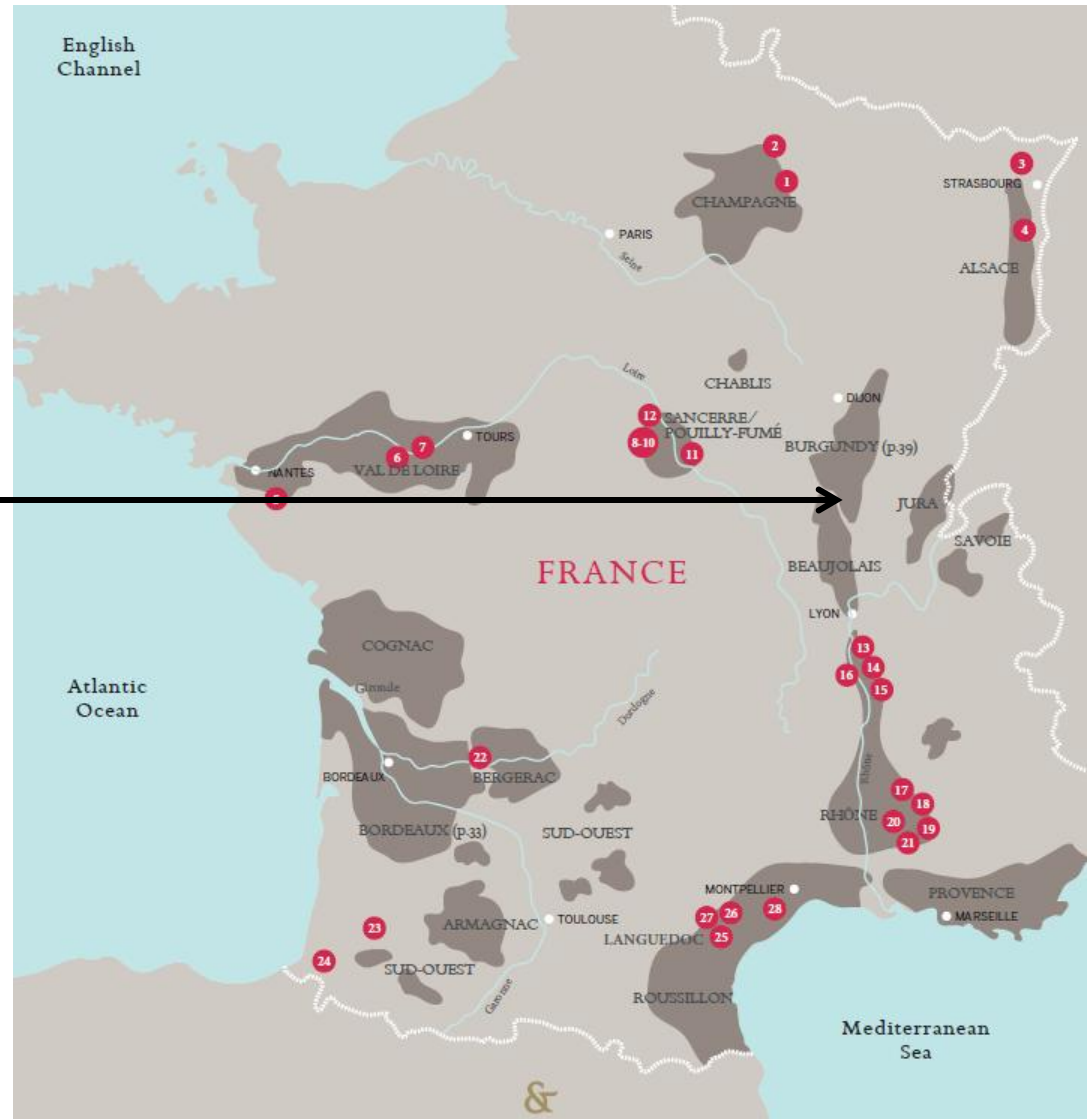 English
Channel
2
1
CHAMPAGNE
3
STRASBOURG
4
ALSACE
PARIS
Seine
CHABLIS
Loire
DIJON
BURGUNDY (p.39)
12
SANCERRE/
POUILLY-FUMÉ
8-10
11
TOURS
7
6
VAL DE LOIRE
NANTES
JURA
SAVOIE
BEAUJOLAIS
FRANCE
LYON
13
14
16
15
COGNAC
Gironde
Atlantic
Ocean
Dordogne
22
BORDEAUX
BERGERAC
BORDEAUX (p.33)
SUD-OUEST
Rhône
17
18
RHÔNE
20
19
21
MONTPELLIER
PROVENCE
MARSEILLE
28
27
26
25
LANGUEDOC
ARMAGNAC
TOULOUSE
23
24
SUD-OUEST
Garonne
ROUSSILLON
Mediterranean
Sea
&